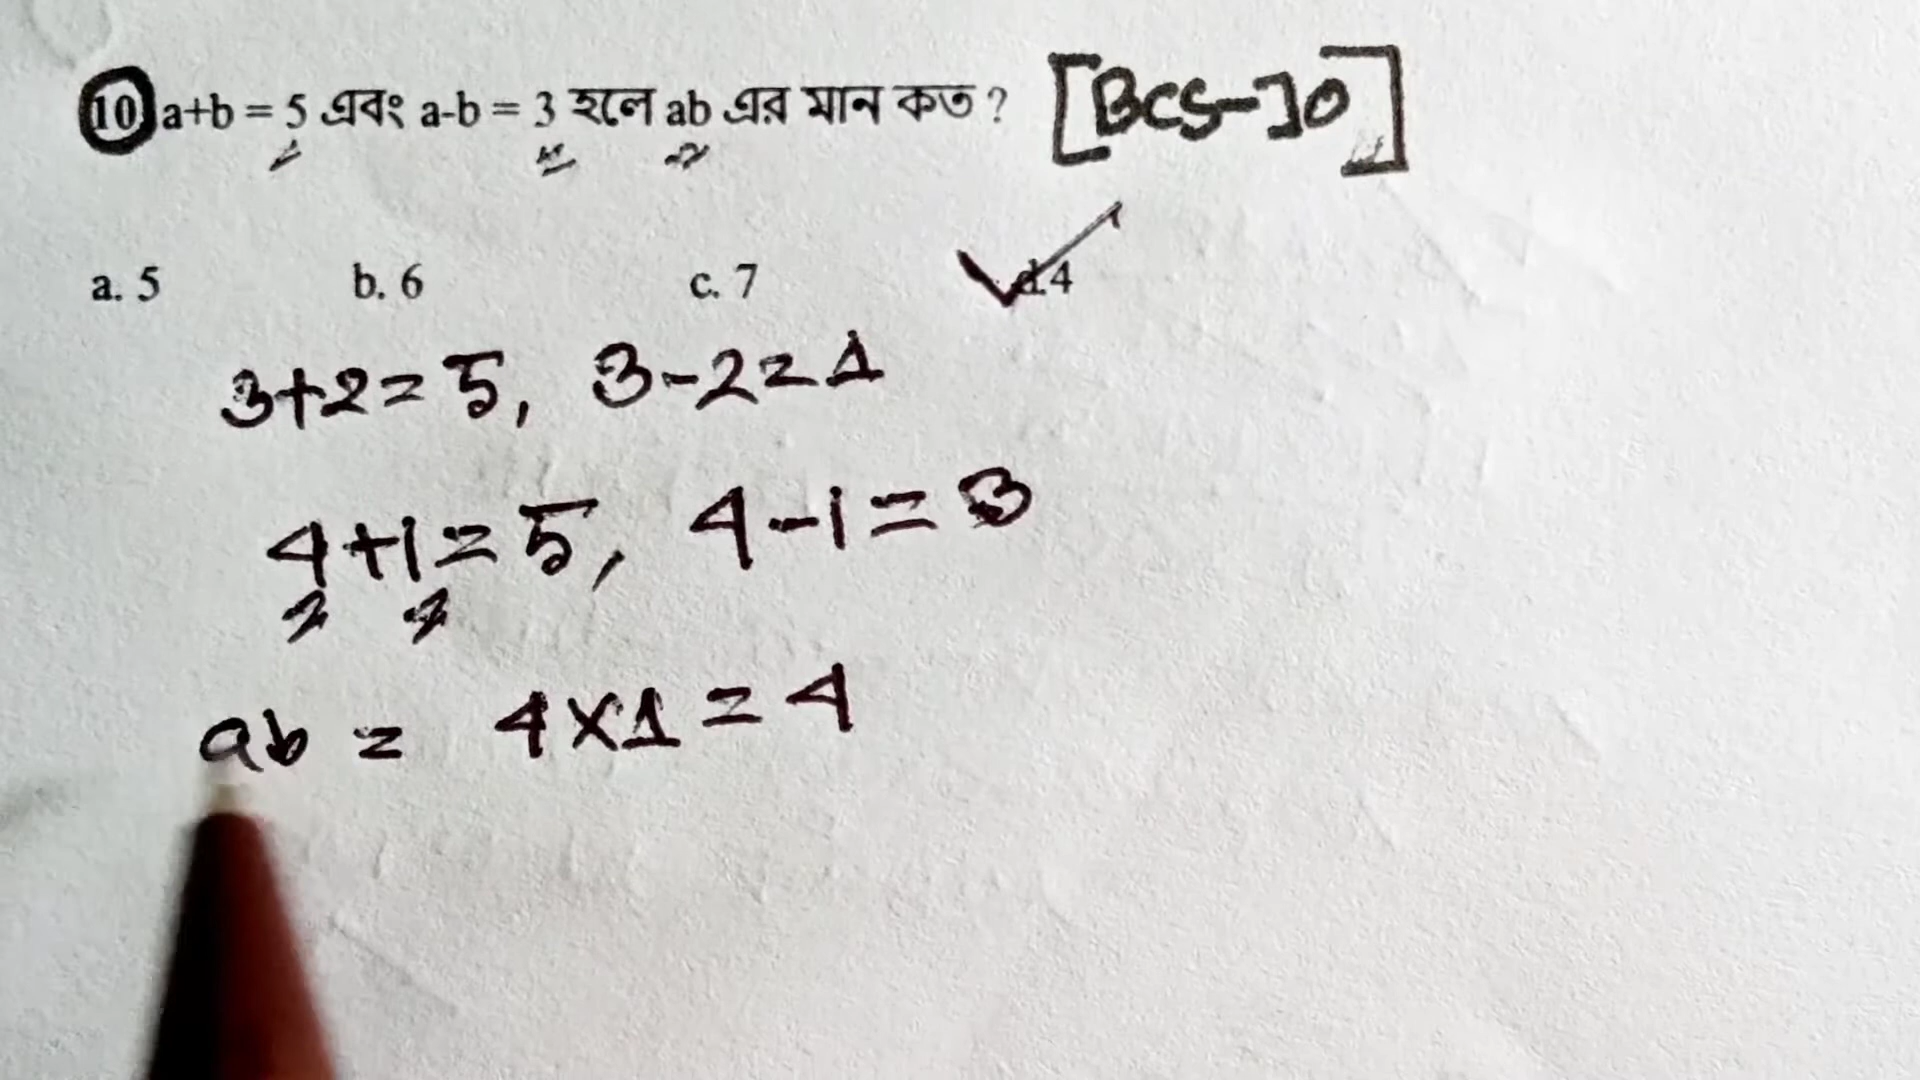 10 a+b = 5 এবং a-b = 3 হলে ab এর মান কত ? [BCS-10]
a. 5 b. 6 c. 7 d.4
3+2=5, 3-2=1
4+1=5, 4-1=3
ab = 4×1=4